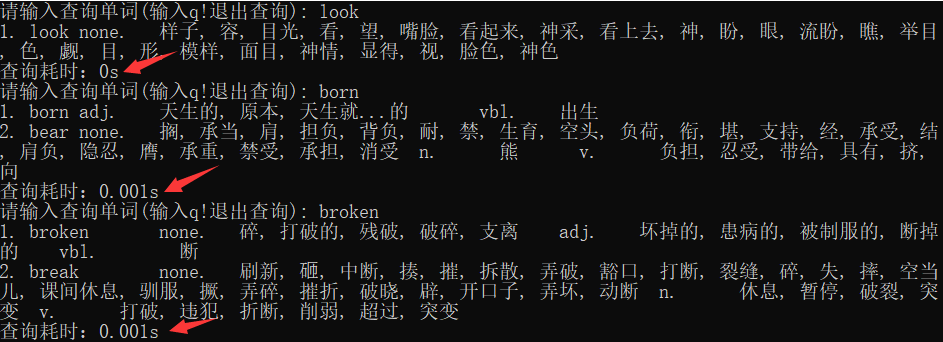 请输入查询单词(输入q!退出查询): look
1. look none.   样子, 容, 目光, 看, 望, 嘴脸, 看起来, 神采, 看上去, 神, 盼, 眼, 流盼, 瞧, 举目
, 色, 觑, 目, 形, 模样, 面目, 神情, 显得, 视, 脸色, 神色
查询耗时: 0s
请输入查询单词(输入q!退出查询): born
1. born adj.    天生的, 原本, 天生就...的       vbl.    出生
2. bear none.   搁, 承当, 肩, 担负, 背负, 耐, 禁, 生育, 空头, 负荷, 衔, 堪, 支持, 经, 承受, 结
, 肩负, 隐忍, 膺, 承重, 禁受, 承担, 消受  n.      熊      v.      负担, 忍受, 带给, 具有, 挤,
向
查询耗时: 0.001s
请输入查询单词(输入q!退出查询): broken
1. broken       none.   碎, 打破的, 残破, 破碎, 支离    adj.    坏掉的, 患病的, 被制服的, 断掉
的    vbl.    断
2. break        none.   刷新, 砸, 中断, 揍, 摧, 拆散, 弄破, 豁口, 打断, 裂缝, 碎, 失, 摔, 空当
儿, 课间休息, 驯服, 撅, 弄碎, 摧折, 破晓, 辟, 开口子, 弄坏, 动断  n.      休息, 暂停, 破裂, 突
变  v.      打破, 违犯, 折断, 削弱, 超过, 突变
查询耗时: 0.001s